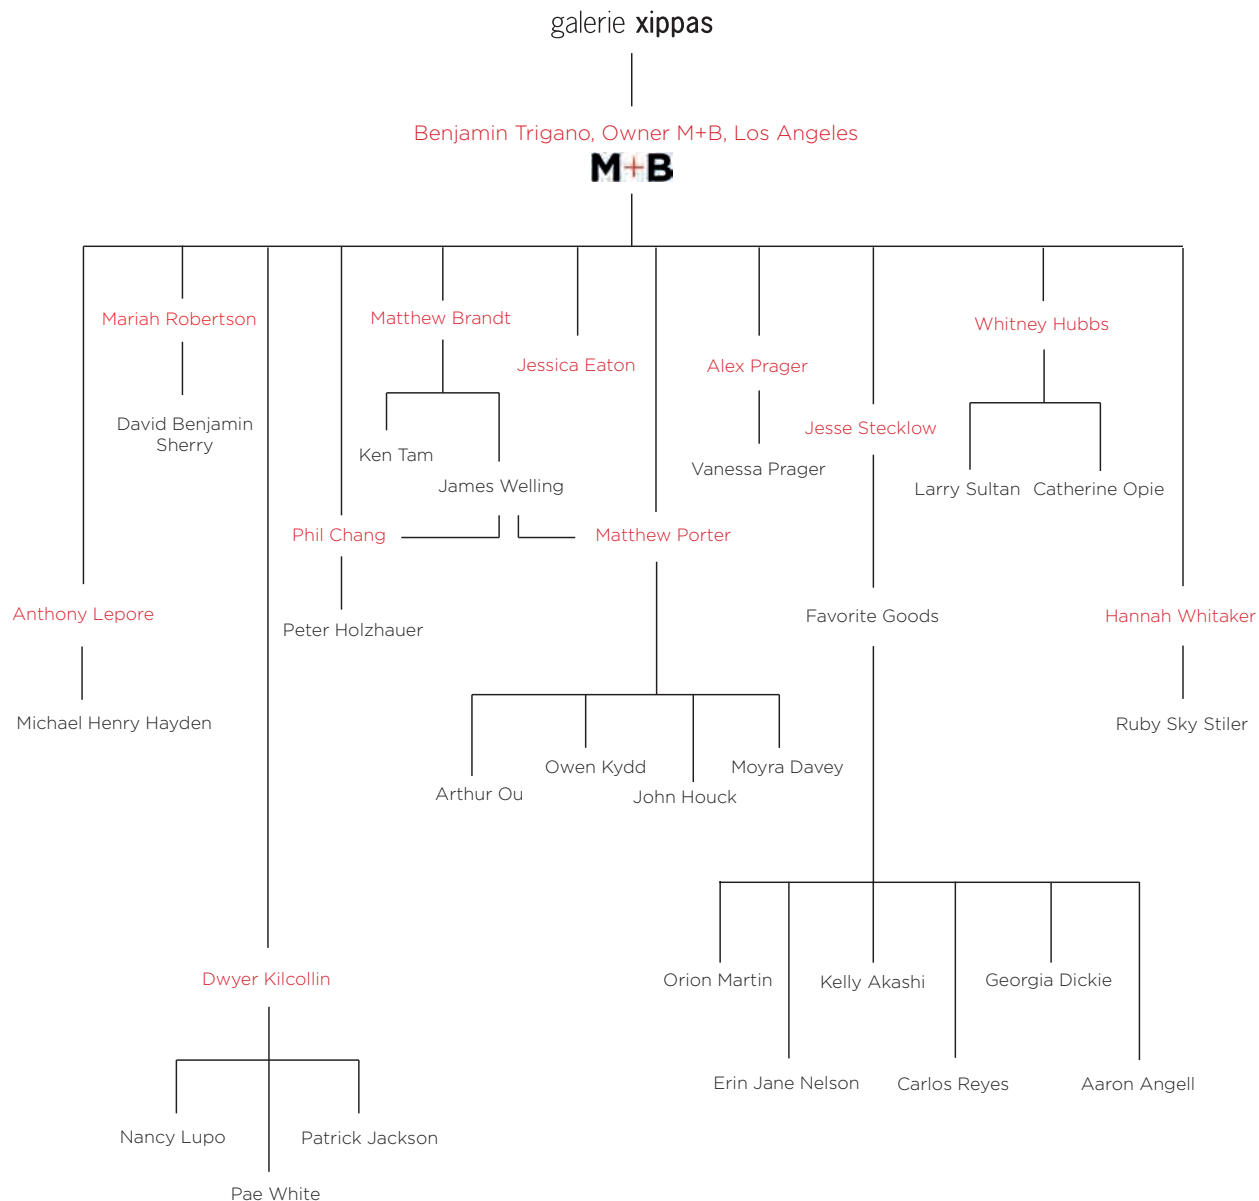 galerie xippas
Benjamin Trigano, Owner M+B, Los Angeles
M+B
Mariah Robertson
Matthew Brandt
Whitney Hubbs
Jessica Eaton
Alex Prager
David Benjamin
Sherry
Jesse Stecklow
Ken Tam
Vanessa Prager
James Welling
Larry Sultan
Catherine Opie
Phil Chang
Matthew Porter
Anthony Lepore
Peter Holzhauer
Favorite Goods
Hannah Whitaker
Michael Henry Hayden
Ruby Sky Stiler
Arthur Ou
Owen Kydd
John Houck
Moyra Davey
Dwyer Kilcollin
Orion Martin
Kelly Akashi
Georgia Dickie
Erin Jane Nelson
Carlos Reyes
Aaron Angell
Nancy Lupo
Patrick Jackson
Pae White